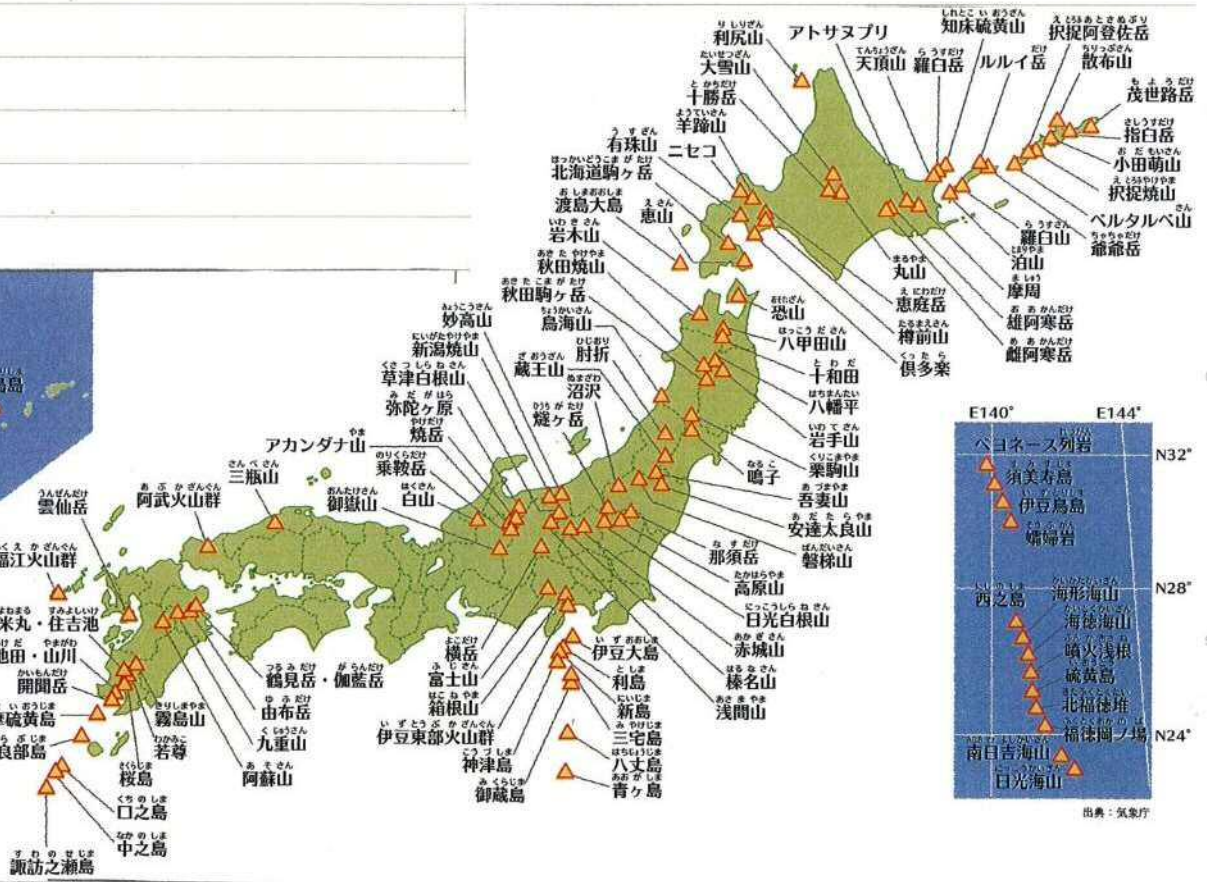 利尻山
大雪山
十勝岳
羊蹄山
有珠山
ニセコ
北海道駒ヶ岳
渡島大島
恵山
岩木山
秋田焼山
秋田駒ヶ岳
鳥海山
肘折
蔵王山
沼沢
燧ヶ岳
妙高山
新潟焼山
草津白根山
弥陀ヶ原
焼岳
アカンダナ山
乗鞍岳
白山
御嶽山
三瓶山
阿武火山群
雲仙岳
アトサヌプリ
天頂山
羅臼岳
知床硫黄山
ルルイ岳
択捉阿登佐岳
散布山
茂世路岳
指臼岳
小田萌山
択捉焼山
ベルタルベ山
爺爺岳
羅臼山
泊山
摩周
雄阿寒岳
雌阿寒岳
丸山
恵庭岳
樽前山
倶多楽
恐山
八甲田山
十和田
八幡平
岩手山
栗駒山
鳴子
吾妻山
安達太良山
磐梯山
那須岳
高原山
日光白根山
赤城山
榛名山
浅間山
横岳
富士山
箱根山
伊豆東部火山群
伊豆大島
利島
新島
神津島
三宅島
御蔵島
八丈島
青ヶ島
福江火山群
米丸・住吉池
池田・山川
開聞岳
硫黄島
良部島
口之島
中之島
諏訪之瀬島
桜島
若尊
霧島山
阿蘇山
九重山
由布岳
鶴見岳・伽藍岳
E140°
E144°
N32°
N28°
N24°
ベヨネース列岩
須美寿島
伊豆鳥島
孀婦岩
西之島
海形海山
海徳海山
噴火浅根
硫黄島
北福徳堆
福徳岡ノ場
南日吉海山
日光海山
出典：気象庁